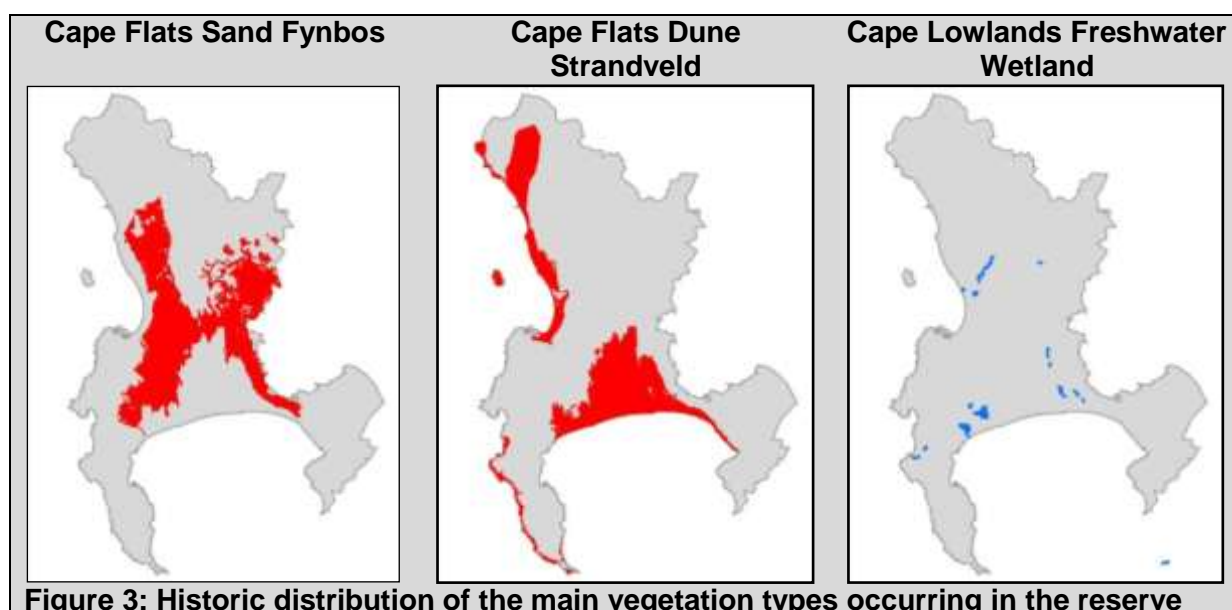 Cape Flats Sand Fynbos
Cape Flats Dune
Strandveld
Cape Lowlands Freshwater
Wetland
Figure 3: Historic distribution of the main vegetation types occurring in the reserve